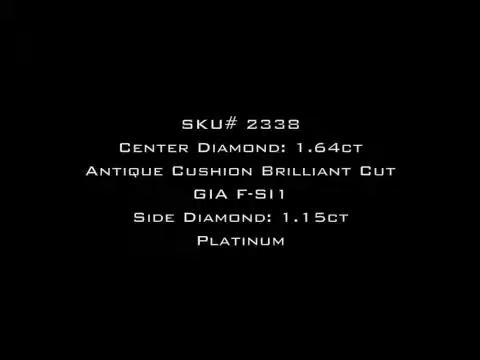 SKU# 2338
Center Diamond: 1.64ct
Antique Cushion Brilliant Cut
GIA F-SI1
Side Diamond: 1.15ct
Platinum